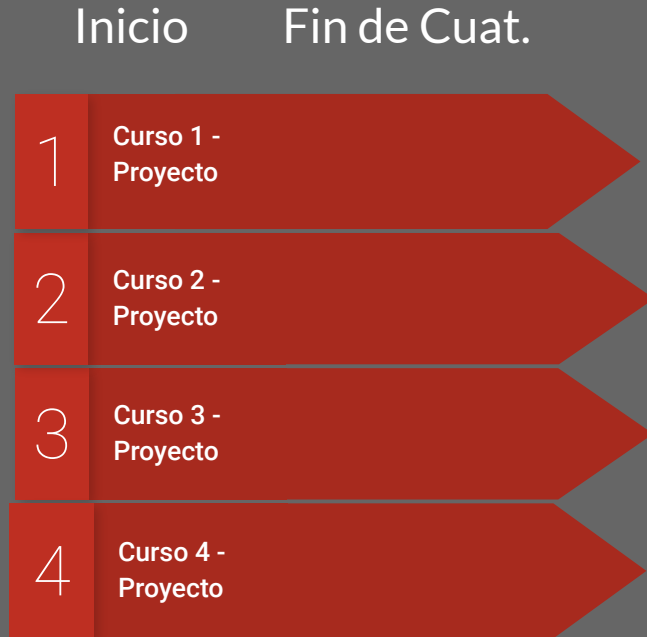 Inicio Fin de Cuat.
1
Curso 1 -
Proyecto
2
Curso 2 -
Proyecto
3
Curso 3 -
Proyecto
4
Curso 4 -
Proyecto